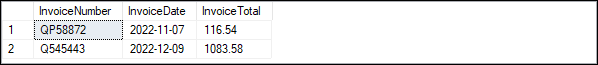 InvoiceNumber InvoiceDate InvoiceTotal
1 QP58872 2022-11-07 116.54
2 Q545443 2022-12-09 1083.58